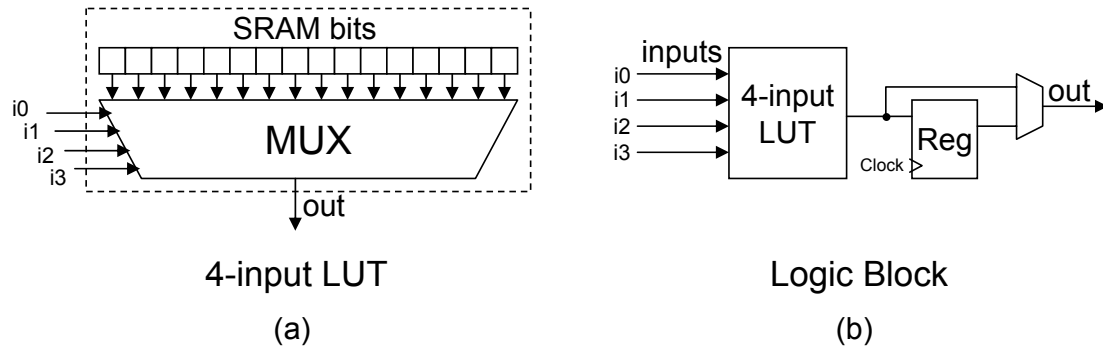 SRAM bits
i0
i1
i2
i3
MUX
out
4-input LUT
(a)
inputs
i0
i1
i2
i3
4-input
LUT
Reg
Clock
out
Logic Block
(b)